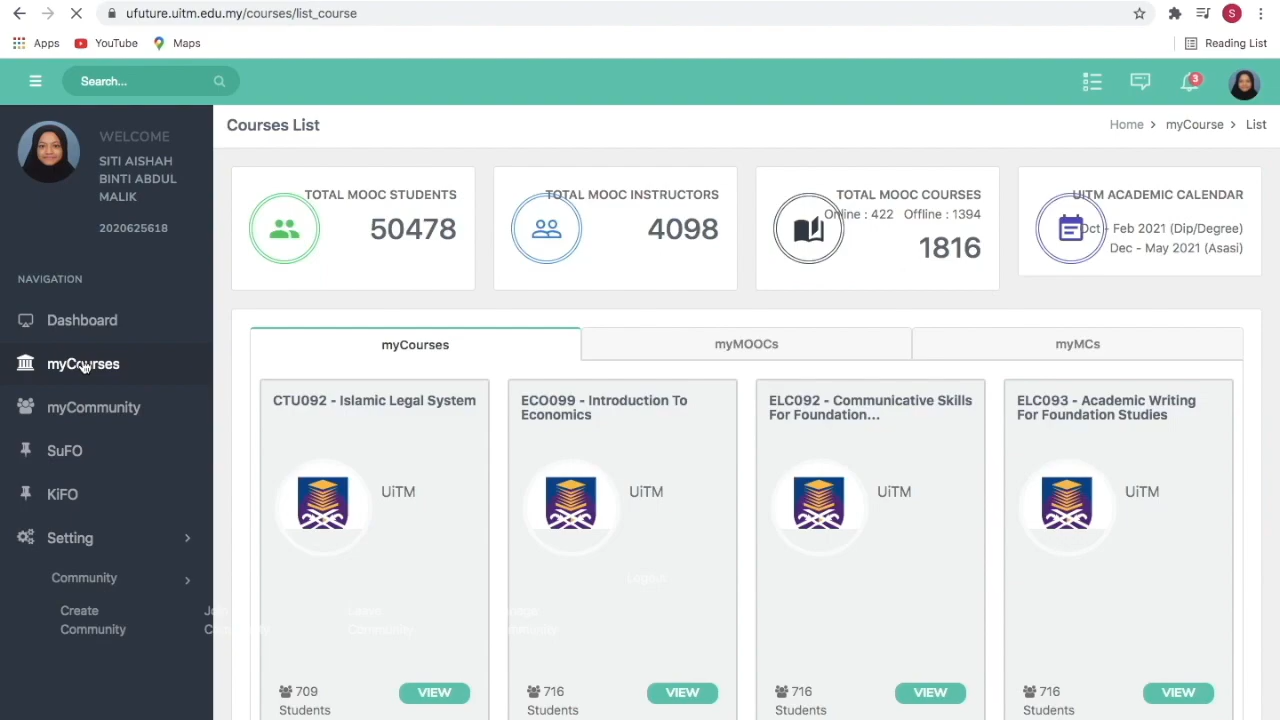 ufuture.uitm.edu.my/courses/list_course
S
Apps
YouTube
Maps
Reading List
Search...
3
WELCOME
SITI AISHAH
BINTI ABDUL
MALIK
2020625618
NAVIGATION
Dashboard
myCourses
myCommunity
SuFO
KiFO
Setting
Community
Create
Community
Courses List
Home > myCourse > List
TOTAL MOOC STUDENTS
50478
TOTAL MOOC INSTRUCTORS
4098
TOTAL MOOC COURSES
Online : 422 Offline : 1394
1816
UITM ACADEMIC CALENDAR
Oct - Feb 2021 (Dip/Degree)
Dec - May 2021 (Asasi)
myCourses
myMOOCs
myMCs
CTU092 - Islamic Legal System
UiTM
709
Students
VIEW
ECO099 - Introduction To
Economics
UiTM
716
Students
VIEW
ELC092 - Communicative Skills
For Foundation...
UiTM
716
Students
VIEW
ELC093 - Academic Writing
For Foundation Studies
UiTM
716
Students
VIEW
Logout
Leave
Community